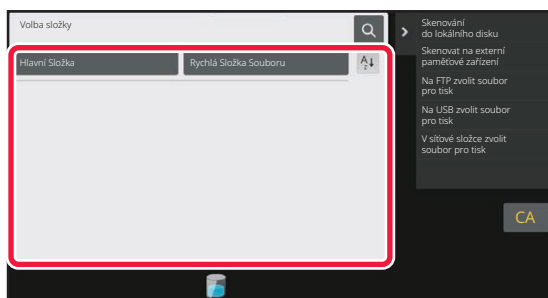 Volba složky
Hlavní Složka
Rychlá Složka Souboru
A
Z
Skenování
do lokálního disku
Skenovat na externí
paměťové zařízení
Na FTP zvolit soubor
pro tisk
Na USB zvolit soubor
pro tisk
V síťové složce zvolit
soubor pro tisk
CA